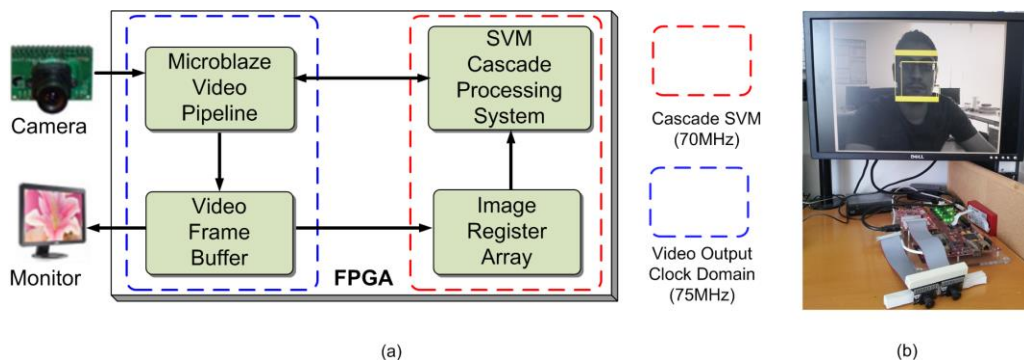 Camera
Monitor
Microblaze
Video
Pipeline
Video
Frame
Buffer
SVM
Cascade
Processing
System
Image
Register
Array
FPGA
Cascade SVM
(70MHz)
Video Output
Clock Domain
(75MHz)
DELL
(a)
(b)